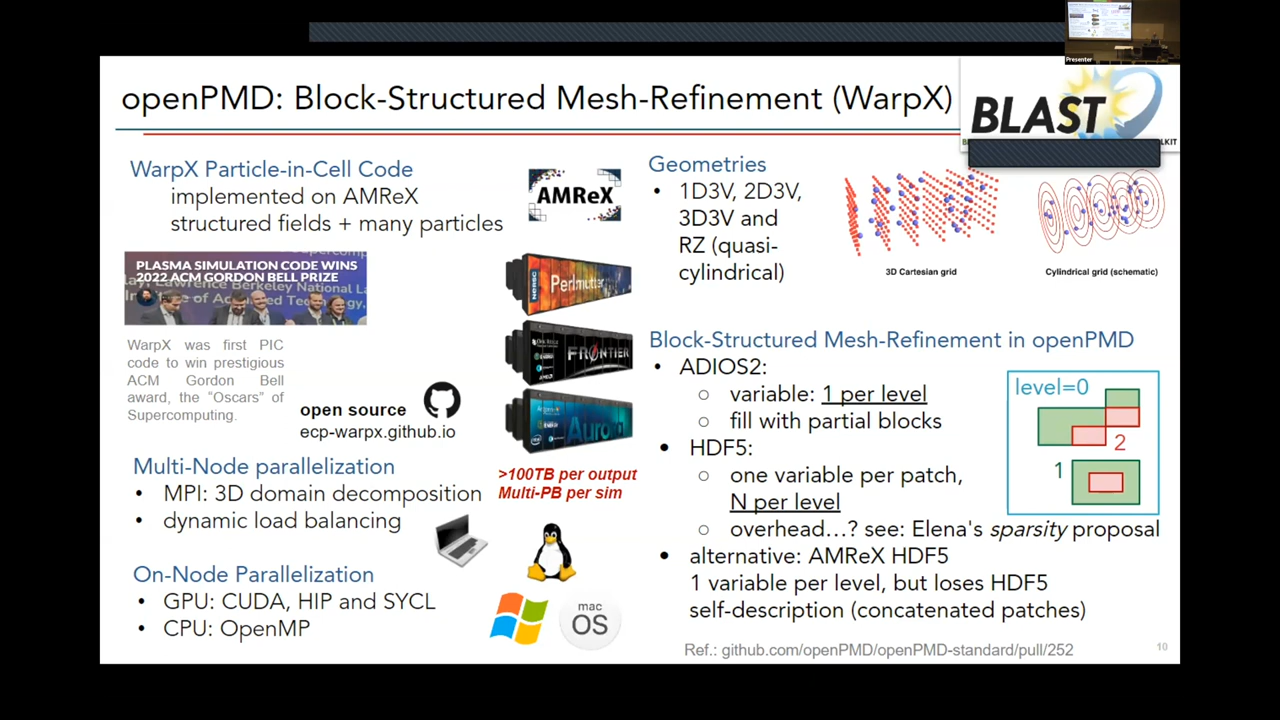 Presenter
openPMD: Block-Structured Mesh-Refinement (WarpX)
BLAST
KIT
WarpX Particle-in-Cell Code
implemented on AMReX
structured fields + many particles
AMReX
PLASMA SIMULATION CODE WINS
2022 ACM GORDON BELL PRIZE
WarpX was first PIC
code to win prestigious
ACM Gordon Bell
award, the “Oscars” of
Supercomputing.
open source
ecp-warpx.github.io
NERSC
Perlmutter
FRONTIER
Aurora
>100TB per output
Multi-PB per sim
Multi-Node parallelization
• MPI: 3D domain decomposition
• dynamic load balancing
On-Node Parallelization
• GPU: CUDA, HIP and SYCL
• CPU: OpenMP
mac
OS
Geometries
• 1D3V, 2D3V,
3D3V and
RZ (quasi-
cylindrical)
3D Cartesian grid
Cylindrical grid (schematic)
Block-Structured Mesh-Refinement in openPMD
• ADIOS2:
○ variable: 1 per level
○ fill with partial blocks
• HDF5:
○ one variable per patch,
N per level
○ overhead…? see: Elena's sparsity proposal
• alternative: AMReX HDF5
1 variable per level, but loses HDF5
self-description (concatenated patches)
level=0
2
1
Ref.: github.com/openPMD/openPMD-standard/pull/252
10